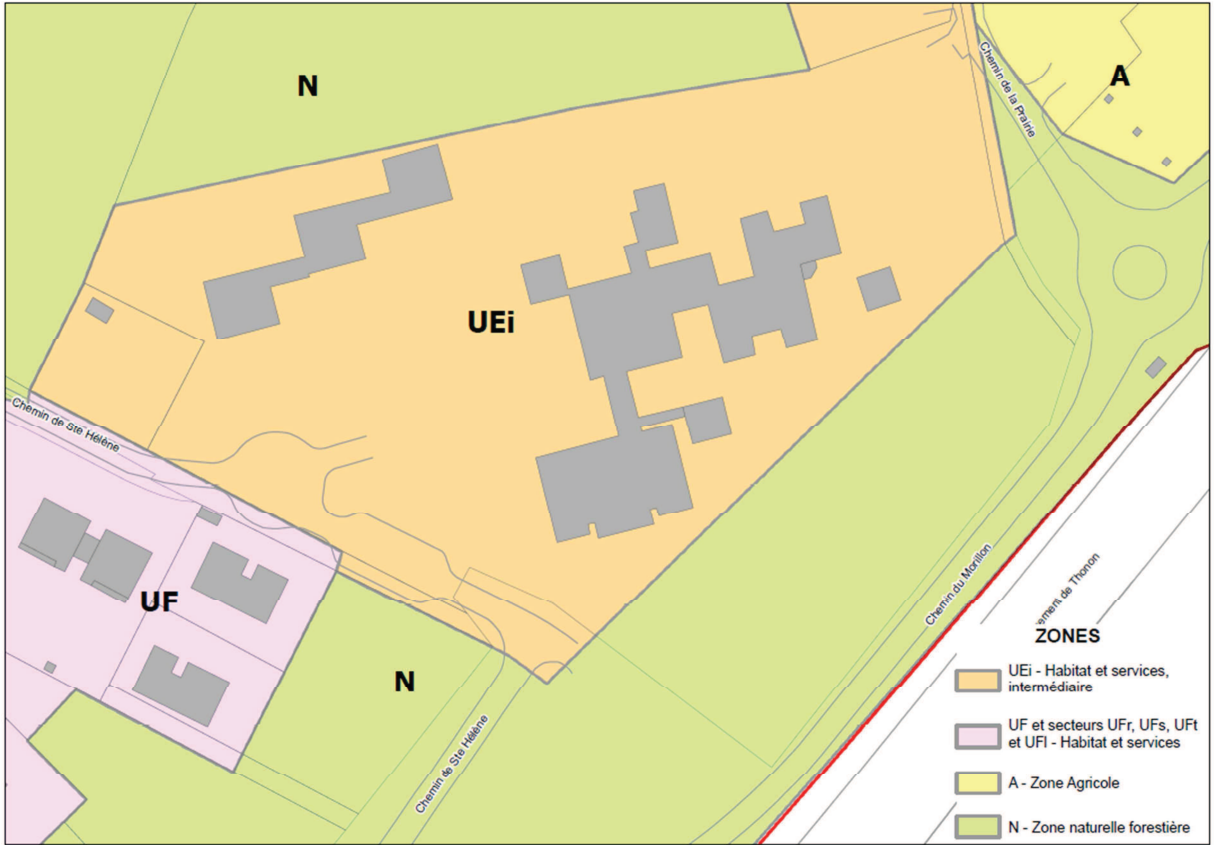 N
A
Chemin de la Prairie
UEi
Chemin de Ste Hélène
UF
N
Chemin de Ste Hélène
Chemin du Morillon
de Thonon
ZONES
UEi - Habitat et services,
intermédiaire
UF et secteurs UFr, UFs, UFt
et UFl - Habitat et services
A - Zone Agricole
N - Zone naturelle forestière